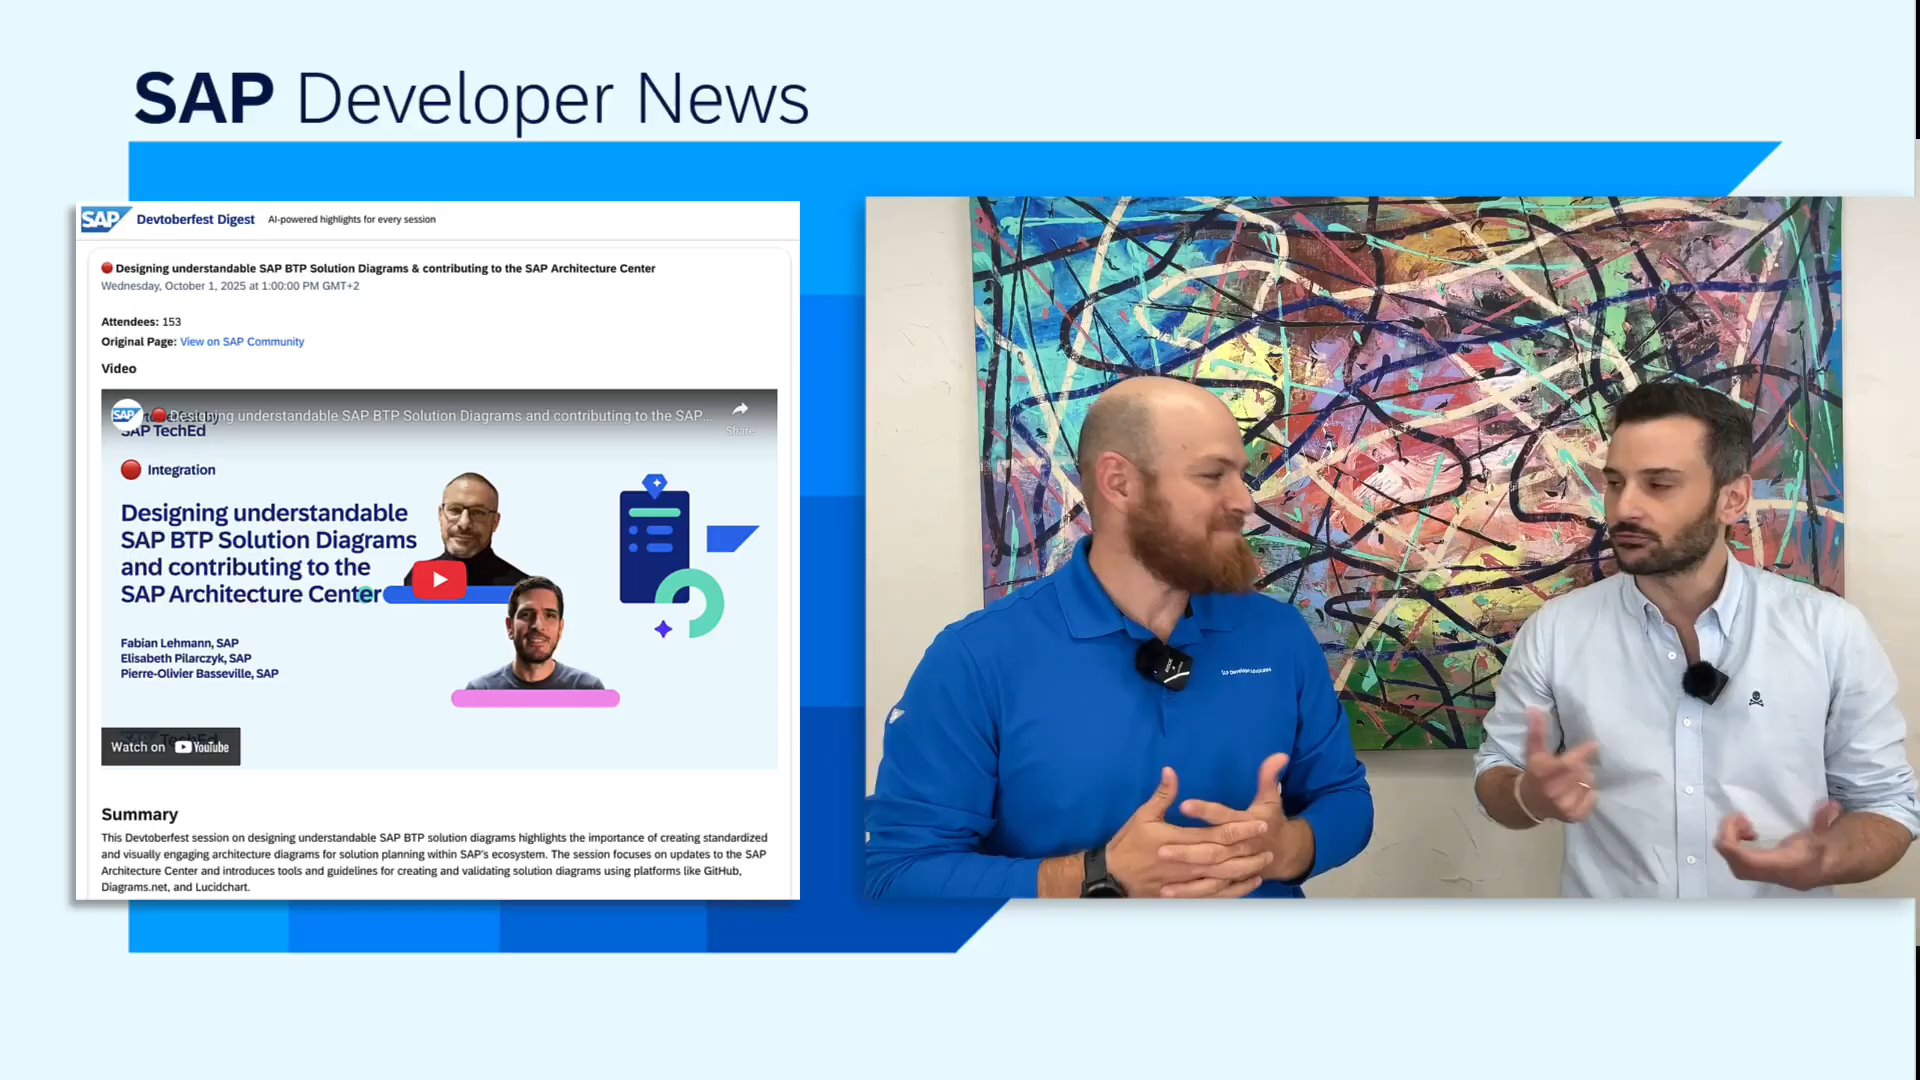 SAP Developer News
SAP Devtoberfest Digest AI-powered highlights for every session
Designing understandable SAP BTP Solution Diagrams & contributing to the SAP Architecture Center
Wednesday, October 1, 2025 at 1:00:00 PM GMT+2
Attendees: 153
Original Page: View on SAP Community
Video
SAP Designing understandable SAP BTP Solution Diagrams and contributing to the SAP...
Share
SAP TechEd
Integration
Designing understandable
SAP BTP Solution Diagrams
and contributing to the
SAP Architecture Center
Fabian Lehmann, SAP
Elisabeth Pilarczyk, SAP
Pierre-Olivier Basseville, SAP
Watch on YouTube
Summary
This Devtoberfest session on designing understandable SAP BTP solution diagrams highlights the importance of creating standardized
and visually engaging architecture diagrams for solution planning within SAP's ecosystem. The session focuses on updates to the SAP
Architecture Center and introduces tools and guidelines for creating and validating solution diagrams using platforms like GitHub,
Diagrams.net, and Lucidchart.
SAP Developer Advocates